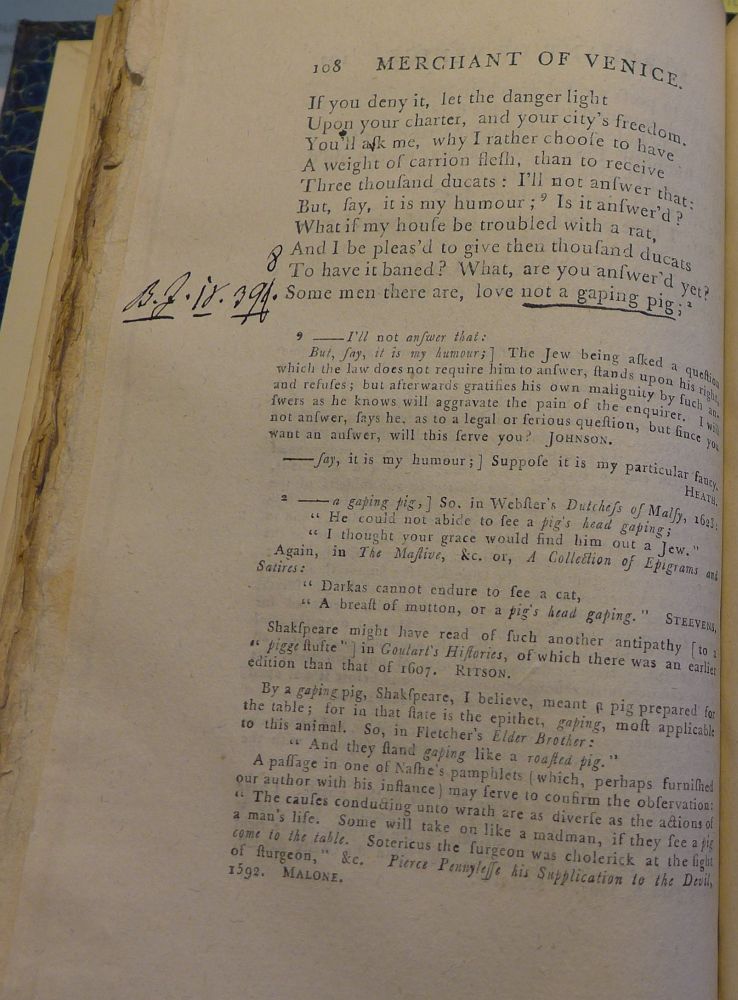 108 MERCHANT OF VENICE.
If you deny it, let the danger light
Upon your charter, and your city's freedom.
You'll aſk me, why I rather chooſe to have
A weight of carrion fleſh, than to receive
Three thouſand ducats: I'll not anſwer that:
But, ſay, it is my humour;⁹ Is it anſwer'd?
What if my houſe be troubled with a rat,
8 And I be pleas'd to give then thouſand ducats
To have it baned? What, are you anſwer'd yet?
Some men there are, love not a gaping pig;²
9 ——I'll not anſwer that:
But, ſay, it is my humour;] The Jew being aſked a queſtion
which the law does not require him to anſwer, ſtands upon his right,
and refuſes; but afterwards gratifies his own malignity by ſuch an-
ſwers as he knows will aggravate the pain of the enquirer. I will
not anſwer, ſays he, as to a legal or ſerious queſtion, but ſince you
want an anſwer, will this ſerve you? JOHNSON.
——ſay, it is my humour;] Suppoſe it is my particular fancy.
HEATH.
2 ——a gaping pig,] So, in Webſter's Dutcheſs of Malfy, 1623:
"He could not abide to ſee a pig's head gaping;
"I thought your grace would find him out a Jew."
Again, in The Maſtive, &c. or, A Collection of Epigrams and
Satires:
"Darkas cannot endure to ſee a cat,
"A breaſt of mutton, or a pig's head gaping." STEEVENS,
Shakſpeare might have read of ſuch another antipathy [to a
"pigge ſtufte"] in Goulart's Hiſtories, of which there was an earlier
edition than that of 1607. RITSON.
By a gaping pig, Shakſpeare, I believe, meant a pig prepared for
the table; for in that ſtate is the epithet, gaping, moſt applicable
to this animal. So, in Fletcher's Elder Brother:
"And they ſtand gaping like a roaſted pig."
A paſſage in one of Naſhe's pamphlets (which, perhaps furniſhed
our author with his inſtance) may ſerve to confirm the obſervation:
"The cauſes conducting unto wrath are as diverſe as the actions of
a man's life. Some will take on like a madman, if they ſee a pig
come to the table. Sotericus the ſurgeon was cholerick at the ſight
of ſturgeon," &c. Pierce Pennyleſſe his Supplication to the Devil,
1592. MALONE.